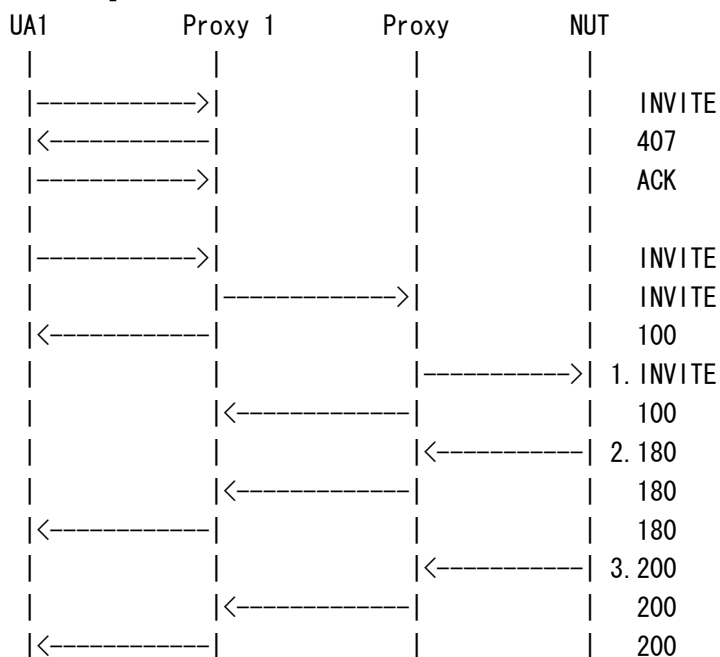 UA1 Proxy 1 Proxy NUT
| | | |
|------------>| | | INVITE
|<------------| | | 407
|------------>| | | ACK
| | | |
|------------>| | | INVITE
| |------------>| | INVITE
|<------------| | | 100
| | |----------->| 1.INVITE
| |<------------| | 100
| | |<-----------| 2.180
| |<------------| | 180
|<------------| | | 180
| | |<-----------| 3.200
| |<------------| | 200
|<------------| | | 200